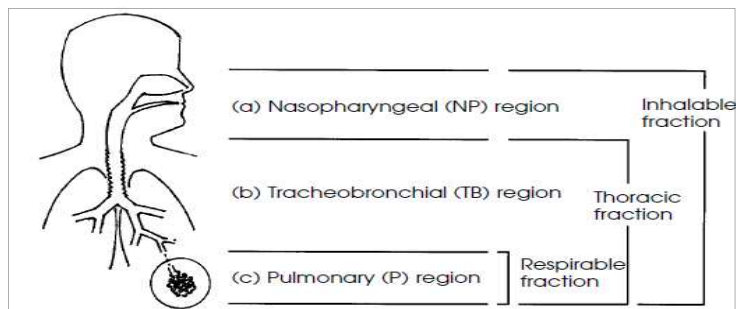 (a) Nasopharyngeal (NP) region
Inhalable
fraction
(b) Tracheobronchial (TB) region
Thoracic
fraction
(c) Pulmonary (P) region
Respirable
fraction